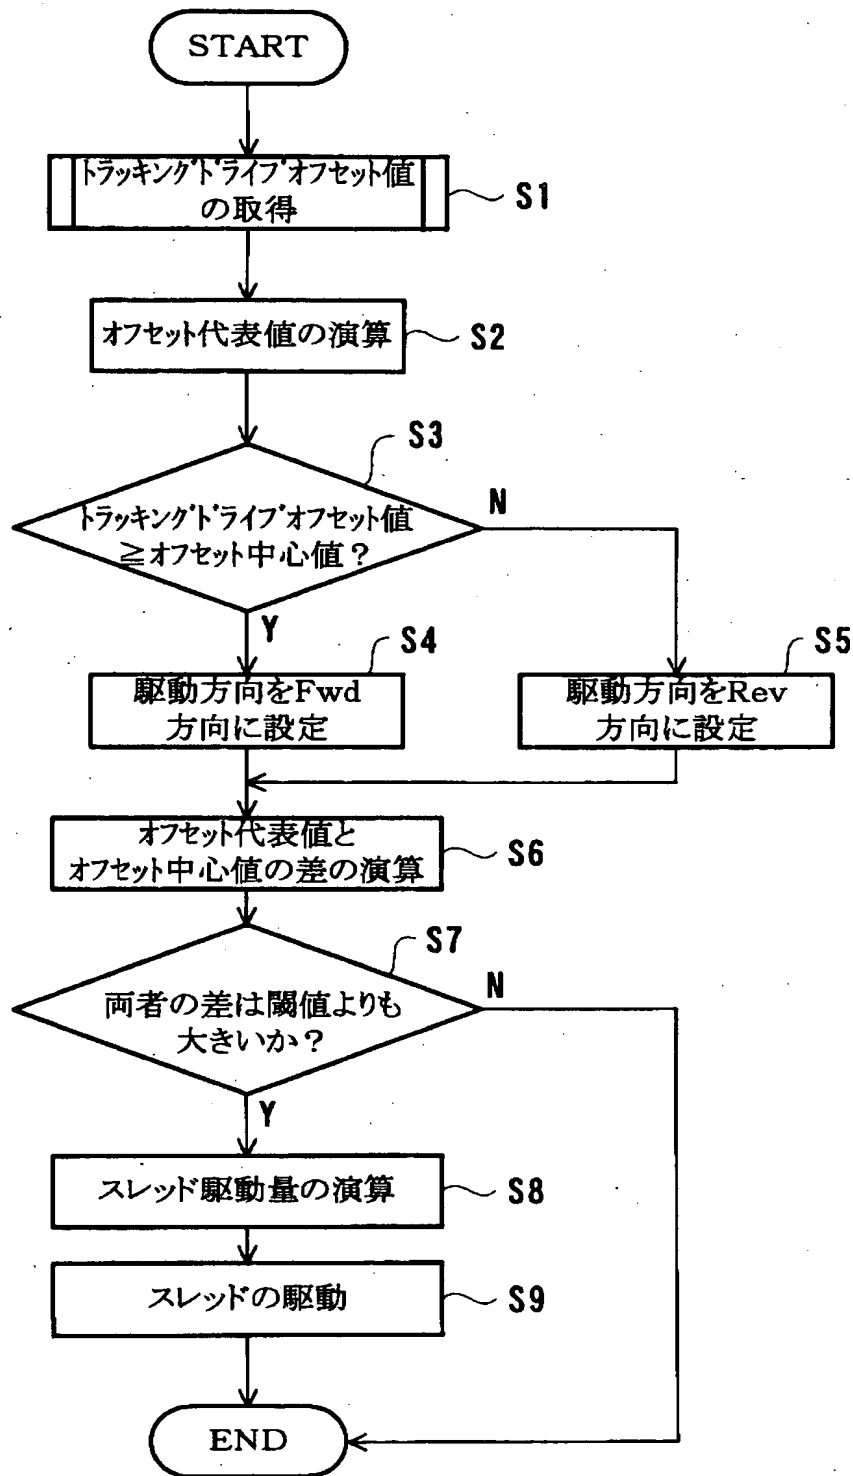 START
トラッキングドライブオフセット値
の取得
S1
オフセット代表値の演算
S2
S3
トラッキングドライブオフセット値
≧オフセット中心値?
N
Y
S4
駆動方向をFwd
方向に設定
S5
駆動方向をRev
方向に設定
オフセット代表値と
オフセット中心値の差の演算
S6
S7
両者の差は閾値よりも
大きいか?
N
Y
スレッド駆動量の演算
S8
スレッドの駆動
S9
END